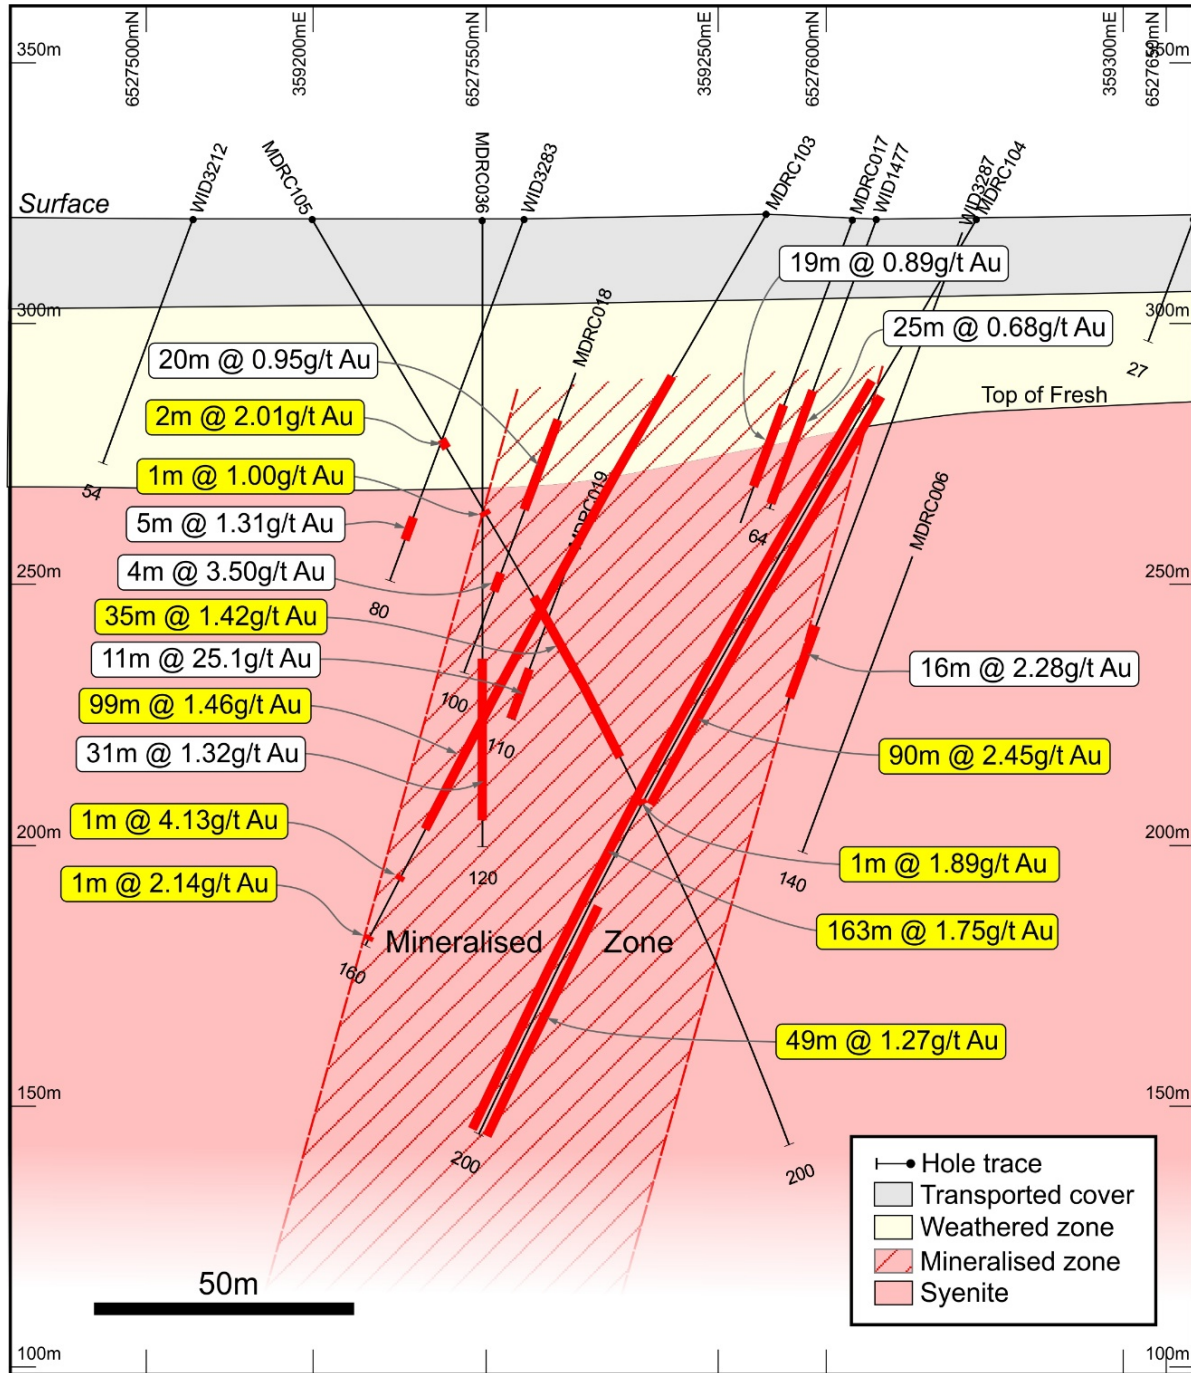 6527500mN
359200mE
6527550mN
359250mE
6527600mN
359300mE
6527650mN
350m
350m
Surface
WID3212
MDRC105
MDRC036
WID3283
MDRC103
MDRC017
WID1477
WID3287
MDRC104
19m @ 0.89g/t Au
300m
300m
25m @ 0.68g/t Au
MDRC018
20m @ 0.95g/t Au
27
Top of Fresh
2m @ 2.01g/t Au
1m @ 1.00g/t Au
54
MDRC019
MDRC006
5m @ 1.31g/t Au
64
4m @ 3.50g/t Au
250m
250m
80
35m @ 1.42g/t Au
11m @ 25.1g/t Au
16m @ 2.28g/t Au
99m @ 1.46g/t Au
100
110
31m @ 1.32g/t Au
90m @ 2.45g/t Au
1m @ 4.13g/t Au
200m
200m
1m @ 1.89g/t Au
120
140
1m @ 2.14g/t Au
163m @ 1.75g/t Au
Mineralised Zone
160
49m @ 1.27g/t Au
150m
150m
200
200
Hole trace
Transported cover
Weathered zone
Mineralised zone
Syenite
50m
100m
100m